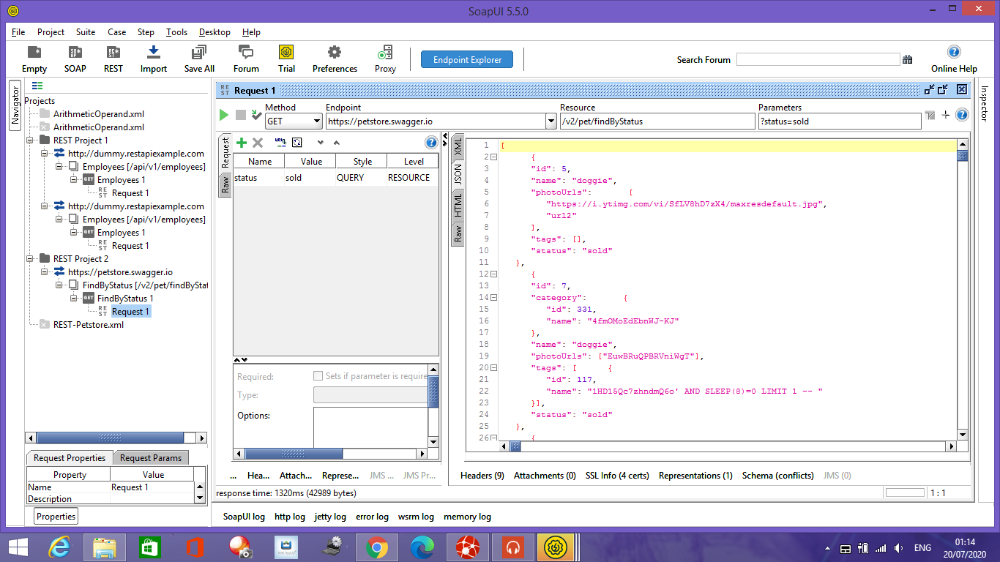 SoapUI 5.5.0
File Project Suite Case Step Tools Desktop Help
Empty SOAP REST Import Save All Forum Trial Preferences Proxy Endpoint Explorer Search Forum Online Help
Navigator
Projects
ArithmeticOperand.xml
ArithmeticOperand.xml
REST Project 1
http://dummy.restapiexample.com
Employees [/api/v1/employees]
GET Employees 1
REST Request 1
http://dummy.restapiexample.com
Employees [/api/v1/employees]
GET Employees 1
REST Request 1
REST Project 2
https://petstore.swagger.io
FindByStatus [/v2/pet/findByStat
GET FindByStatus 1
REST Request 1
REST-Petstore.xml
Request Properties Request Params
Property Value
Name Request 1
Description
Properties
REST Request 1
Method Endpoint Resource Parameters
GET https://petstore.swagger.io /v2/pet/findByStatus ?status=sold
Request
Raw
Name Value Style Level
status sold QUERY RESOURCE
Required: Sets if parameter is require
Type:
Options:
... Hea... Attach... Represe... JMS ... JMS Pr...
XML
JSON
HTML
Raw
1 [
2 {
3 "id": 5,
4 "name": "doggie",
5 "photoUrls": [
6 "https://i.ytimg.com/vi/SfLV8hD7zX4/maxresdefault.jpg",
7 "url2"
8 ],
9 "tags": [],
10 "status": "sold"
11 },
12 {
13 "id": 7,
14 "category": {
15 "id": 331,
16 "name": "4fmOMoEdEbnWJ-KJ"
17 },
18 "name": "doggie",
19 "photoUrls": ["EuwBRuQPBRVniWgT"],
20 "tags": [ {
21 "id": 117,
22 "name": "1HD15Qc7zhndmQ6o' AND SLEEP(8)=0 LIMIT 1 -- "
23 }],
24 "status": "sold"
25 },
26 {
Headers (9) Attachments (0) SSL Info (4 certs) Representations (1) Schema (conflicts) JMS (0)
response time: 1320ms (42989 bytes) 1 : 1
Inspector
SoapUI log http log jetty log error log wsrm log memory log
ENG
01:14
20/07/2020